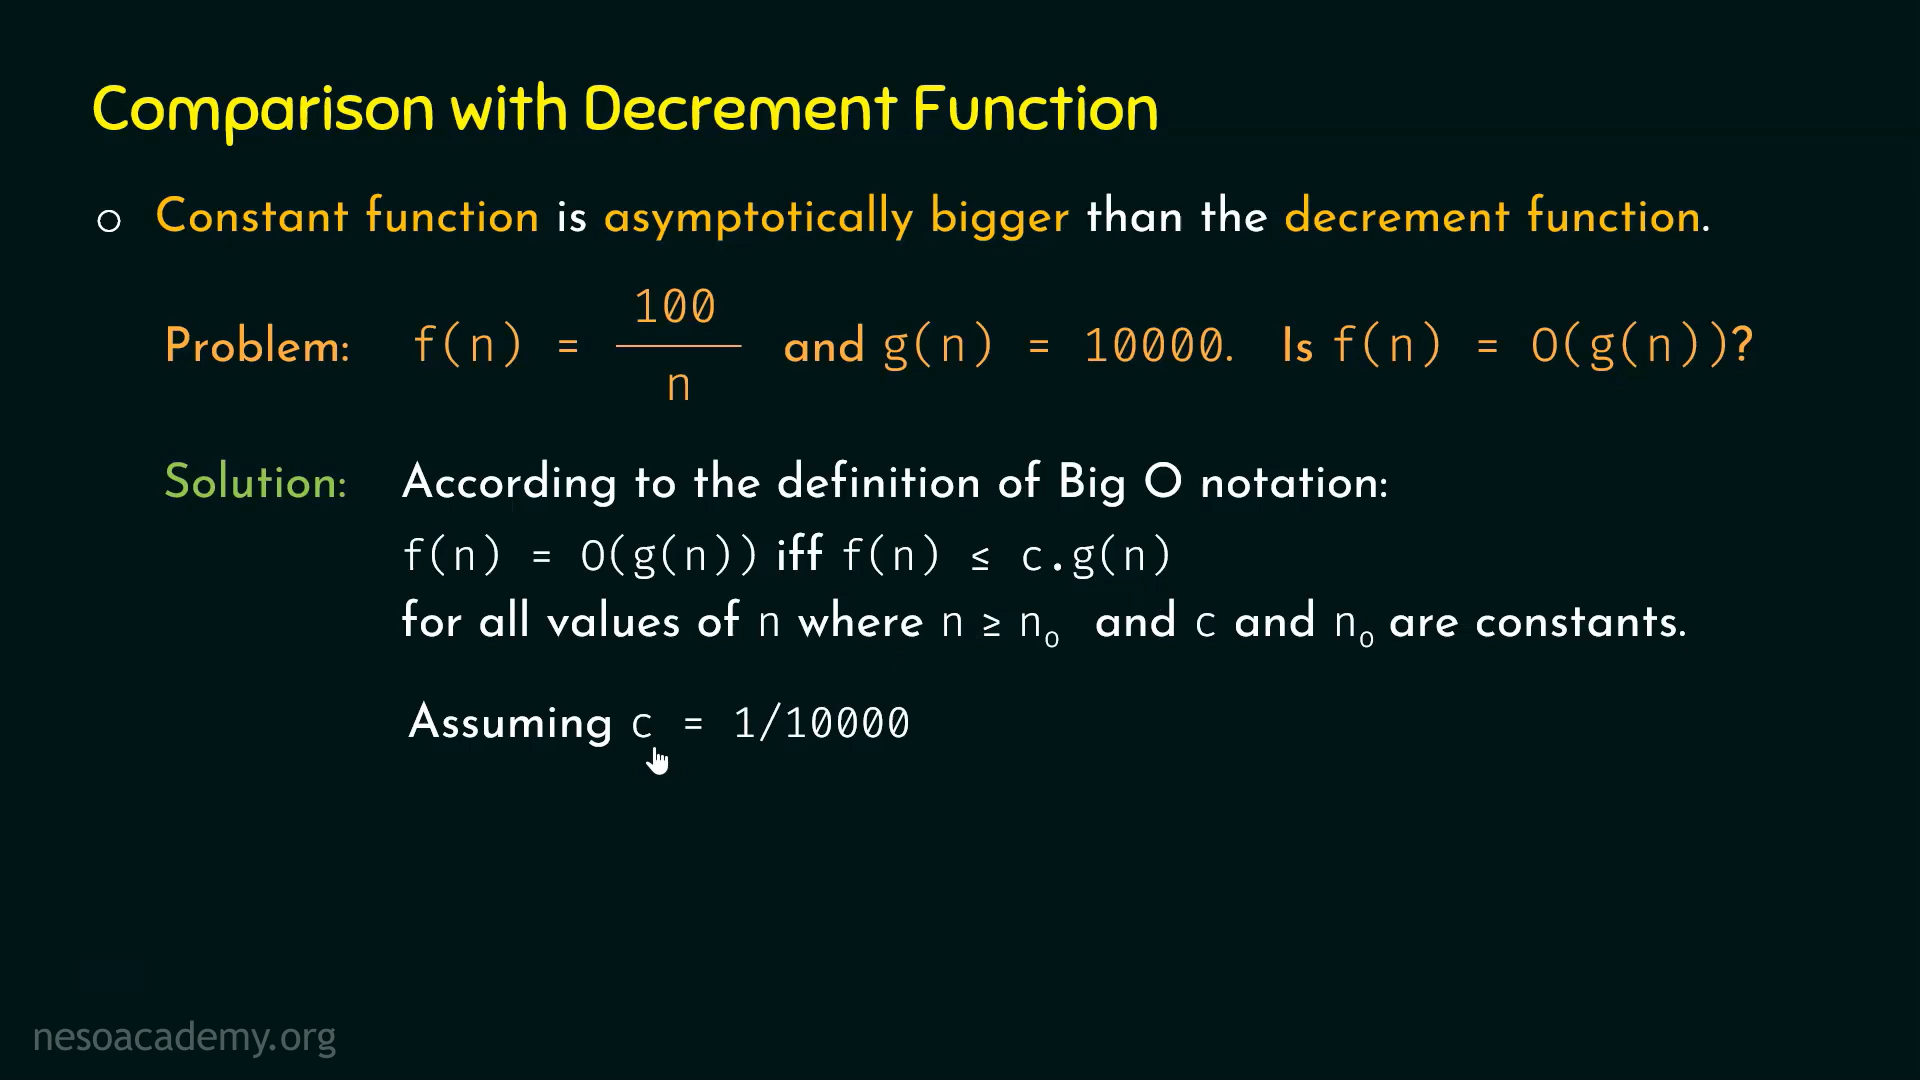 Comparison with Decrement Function
○ Constant function is asymptotically bigger than the decrement function.
Problem: f(n) = 100/n and g(n) = 10000. Is f(n) = O(g(n))?
Solution: According to the definition of Big O notation:
f(n) = O(g(n)) iff f(n) ≤ c.g(n)
for all values of n where n ≥ n₀ and c and n₀ are constants.
Assuming c = 1/10000
nesoacademy.org